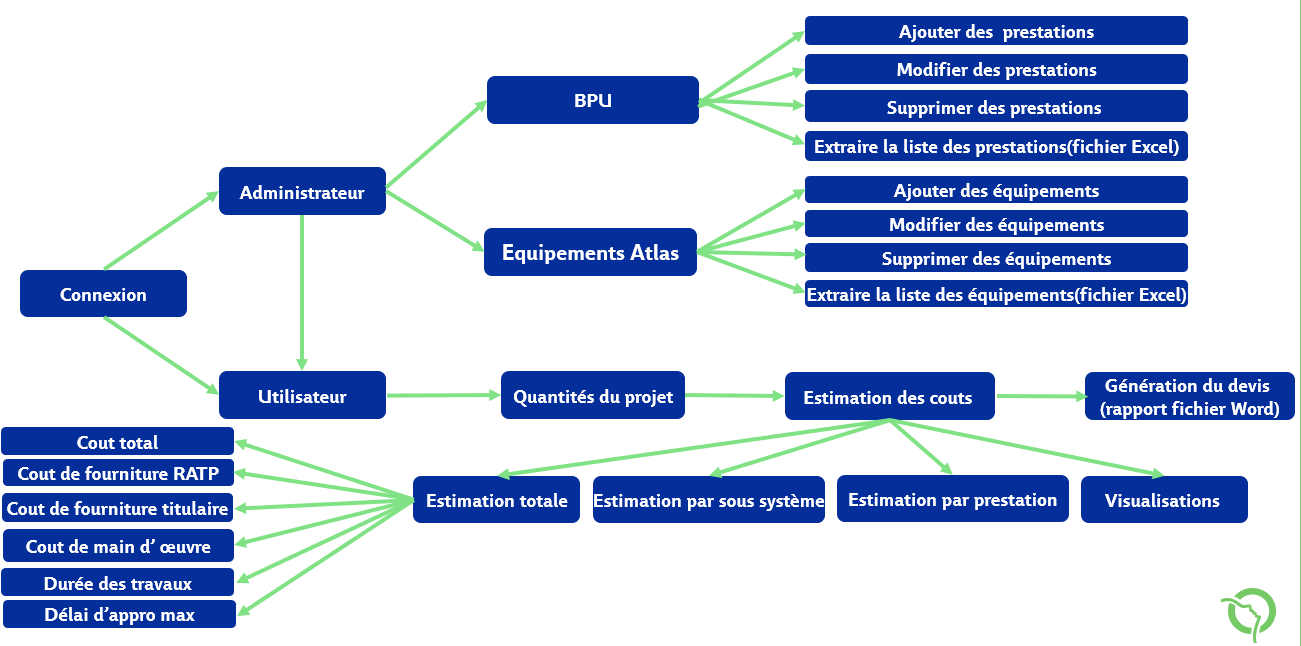 Ajouter des prestations
Modifier des prestations
BPU
Supprimer des prestations
Extraire la liste des prestations(fichier Excel)
Administrateur
Ajouter des équipements
Modifier des équipements
Equipements Atlas
Supprimer des équipements
Extraire la liste des équipements(fichier Excel)
Connexion
Utilisateur
Quantités du projet
Estimation des couts
Génération du devis
(rapport fichier Word)
Cout total
Cout de fourniture RATP
Cout de fourniture titulaire
Cout de main d’ œuvre
Durée des travaux
Délai d’appro max
Estimation totale
Estimation par sous système
Estimation par prestation
Visualisations